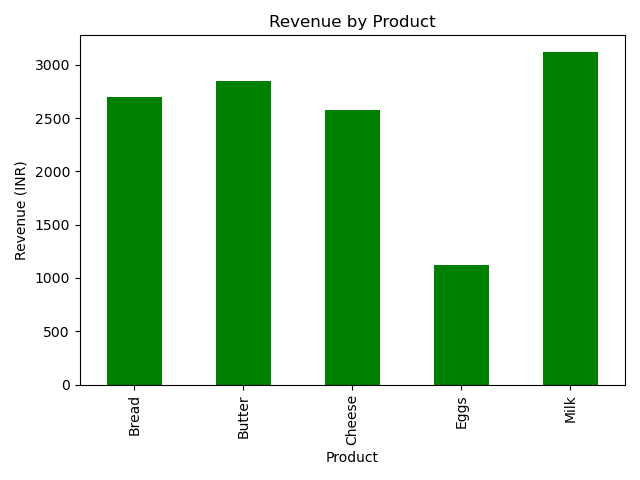 Revenue by Product
Revenue (INR)
3000
2500
2000
1500
1000
500
0
Bread
Butter
Cheese
Eggs
Milk
Product